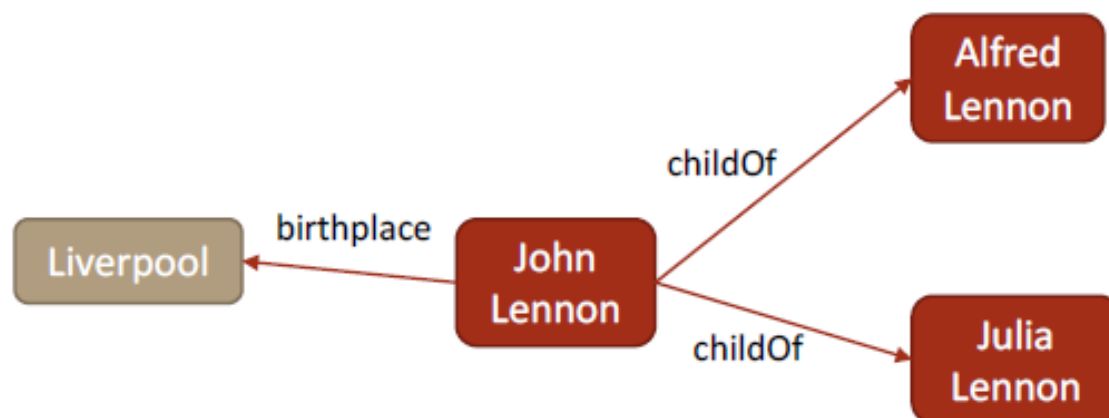 Alfred
Lennon
childOf
birthplace
Liverpool
John
Lennon
childOf
Julia
Lennon